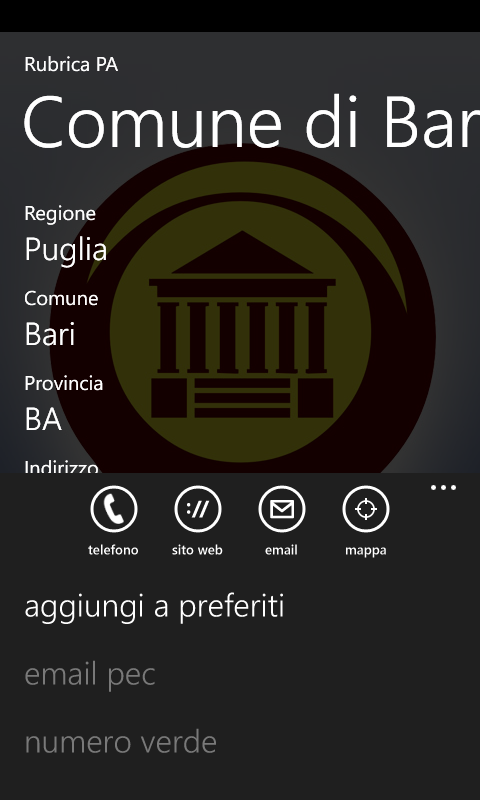 Rubrica PA
Comune di Bar
Regione
Puglia
Comune
Bari
Provincia
BA
Indirizzo
telefono
sito web
email
mappa
aggiungi a preferiti
email pec
numero verde